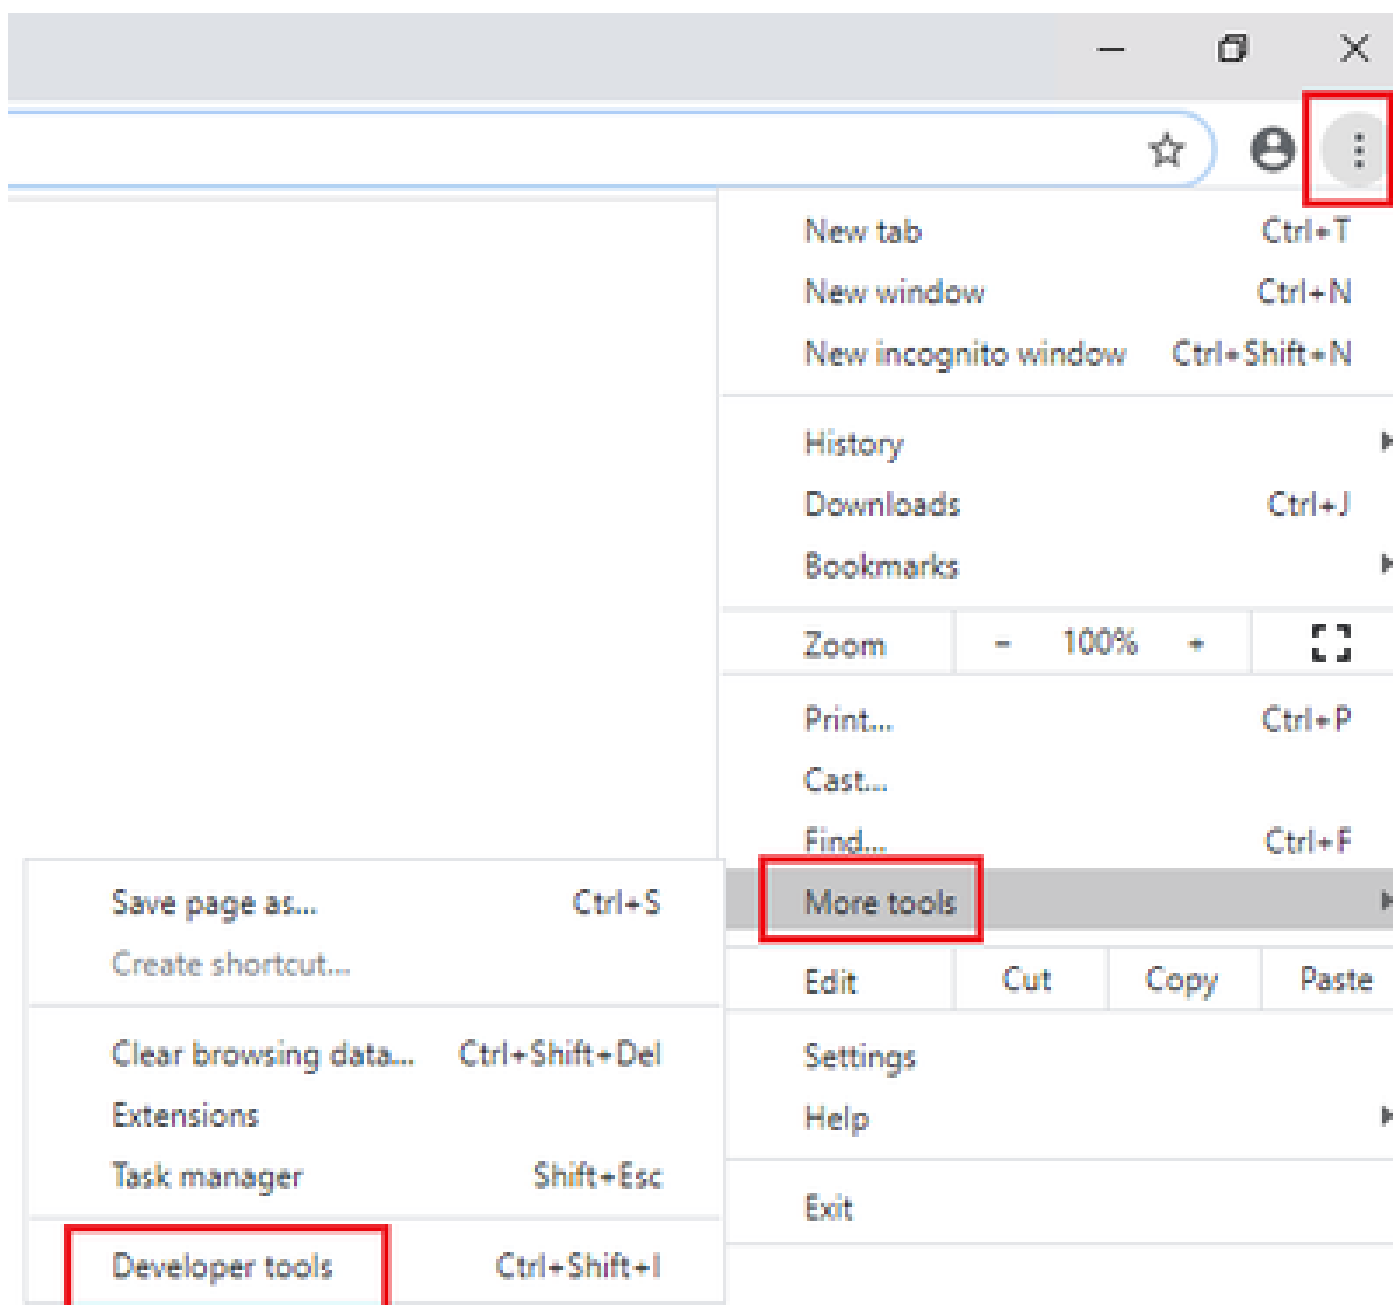 New tab Ctrl+T
New window Ctrl+N
New incognito window Ctrl+Shift+N
History
Downloads Ctrl+J
Bookmarks
Zoom - 100% +
Print... Ctrl+P
Cast...
Find... Ctrl+F
More tools
Edit Cut Copy Paste
Settings
Help
Exit
Save page as... Ctrl+S
Create shortcut...
Clear browsing data... Ctrl+Shift+Del
Extensions
Task manager Shift+Esc
Developer tools Ctrl+Shift+I